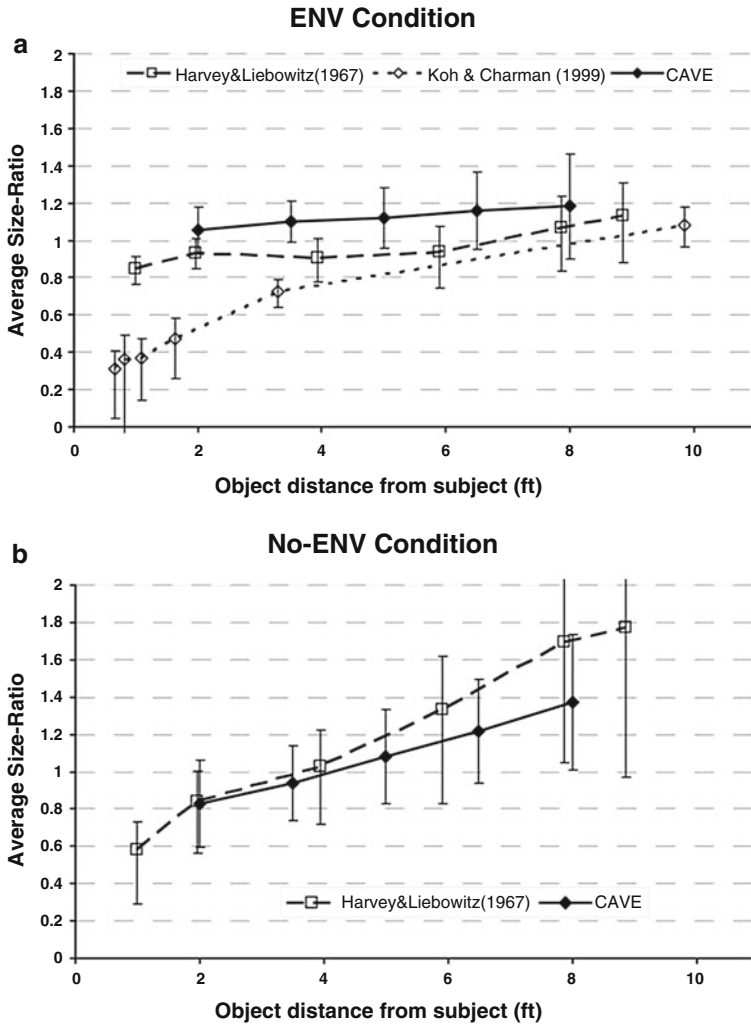 ENV Condition
a
2
1.8
1.6
1.4
1.2
1
0.8
0.6
0.4
0.2
0
Average Size-Ratio
Harvey&Liebowitz(1967) Koh & Charman (1999) CAVE
0 2 4 6 8 10
Object distance from subject (ft)
No-ENV Condition
b
2
1.8
1.6
1.4
1.2
1
0.8
0.6
0.4
0.2
0
Average Size-Ratio
Harvey&Liebowitz(1967) CAVE
0 2 4 6 8 10
Object distance from subject (ft)